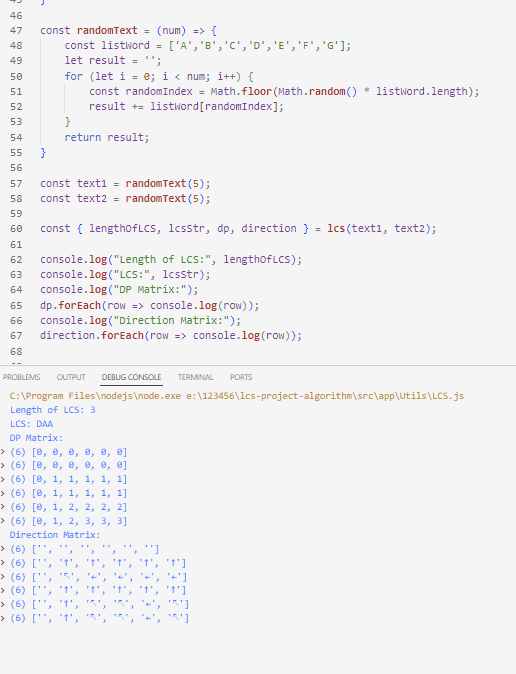 45 }
46
47 const randomText = (num) => {
48     const listWord = ['A','B','C','D','E','F','G'];
49     let result = '';
50     for (let i = 0; i < num; i++) {
51         const randomIndex = Math.floor(Math.random() * listWord.length);
52         result += listWord[randomIndex];
53     }
54     return result;
55 }
56
57 const text1 = randomText(5);
58 const text2 = randomText(5);
59
60 const { lengthOfLCS, lcsStr, dp, direction } = lcs(text1, text2);
61
62 console.log("Length of LCS:", lengthOfLCS);
63 console.log("LCS:", lcsStr);
64 console.log("DP Matrix:");
65 dp.forEach(row => console.log(row));
66 console.log("Direction Matrix:");
67 direction.forEach(row => console.log(row));
68
PROBLEMS OUTPUT DEBUG CONSOLE TERMINAL PORTS
C:\Program Files\nodejs\node.exe e:\123456\lcs-project-algorithm\src\app\Utils\LCS.js
Length of LCS: 3
LCS: DAA
DP Matrix:
> (6) [0, 0, 0, 0, 0, 0]
> (6) [0, 0, 0, 0, 0, 0]
> (6) [0, 1, 1, 1, 1, 1]
> (6) [0, 1, 1, 1, 1, 1]
> (6) [0, 1, 2, 2, 2, 2]
> (6) [0, 1, 2, 3, 3, 3]
Direction Matrix:
> (6) ['', '', '', '', '', '']
> (6) ['', '↑', '↑', '↑', '↑', '↑']
> (6) ['', '↖', '←', '←', '←', '←']
> (6) ['', '↑', '↑', '↑', '↑', '↑']
> (6) ['', '↑', '↖', '↖', '←', '↖']
> (6) ['', '↑', '↖', '↖', '←', '↖']